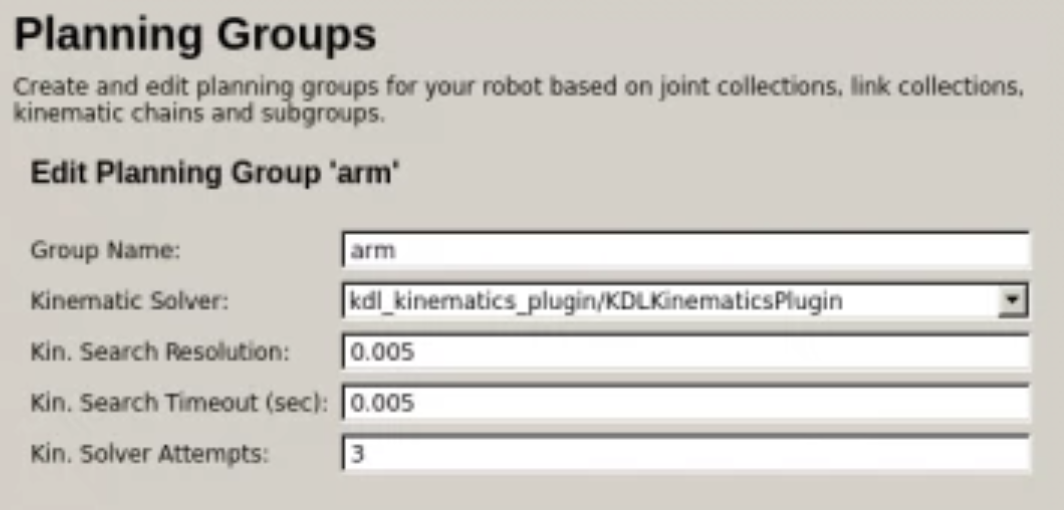 Planning Groups
Create and edit planning groups for your robot based on joint collections, link collections,
kinematic chains and subgroups.
Edit Planning Group 'arm'
Group Name: arm
Kinematic Solver: kdl_kinematics_plugin/KDLKinematicsPlugin
Kin. Search Resolution: 0.005
Kin. Search Timeout (sec): 0.005
Kin. Solver Attempts: 3